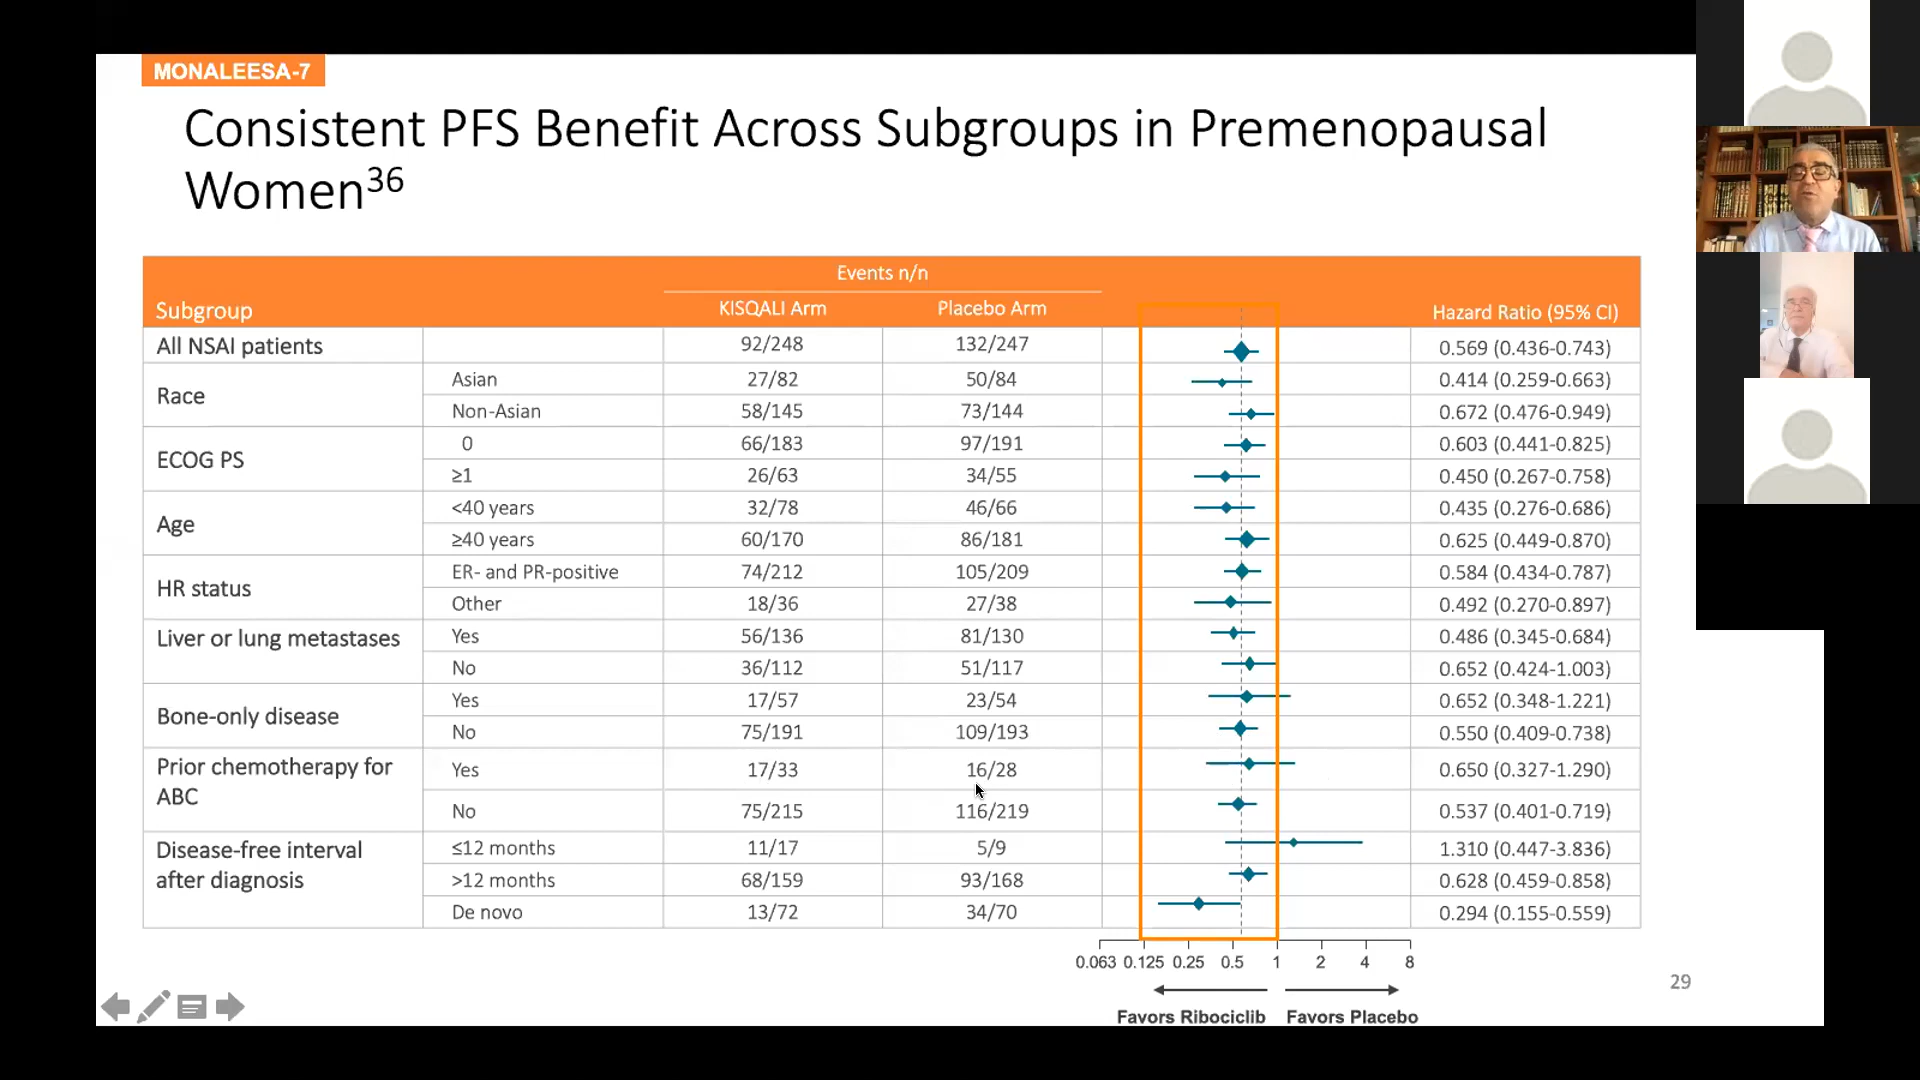 MONALEESA-7
Consistent PFS Benefit Across Subgroups in Premenopausal
Women36
Events n/n
Subgroup KISQALI Arm Placebo Arm Hazard Ratio (95% CI)
All NSAI patients 92/248 132/247 0.569 (0.436-0.743)
Race
Asian 27/82 50/84 0.414 (0.259-0.663)
Non-Asian 58/145 73/144 0.672 (0.476-0.949)
ECOG PS
0 66/183 97/191 0.603 (0.441-0.825)
≥1 26/63 34/55 0.450 (0.267-0.758)
Age
<40 years 32/78 46/66 0.435 (0.276-0.686)
≥40 years 60/170 86/181 0.625 (0.449-0.870)
HR status
ER- and PR-positive 74/212 105/209 0.584 (0.434-0.787)
Other 18/36 27/38 0.492 (0.270-0.897)
Liver or lung metastases
Yes 56/136 81/130 0.486 (0.345-0.684)
No 36/112 51/117 0.652 (0.424-1.003)
Bone-only disease
Yes 17/57 23/54 0.652 (0.348-1.221)
No 75/191 109/193 0.550 (0.409-0.738)
Prior chemotherapy for
ABC
Yes 17/33 16/28 0.650 (0.327-1.290)
No 75/215 116/219 0.537 (0.401-0.719)
Disease-free interval
after diagnosis
≤12 months 11/17 5/9 1.310 (0.447-3.836)
>12 months 68/159 93/168 0.628 (0.459-0.858)
De novo 13/72 34/70 0.294 (0.155-0.559)
0.063 0.125 0.25 0.5 1 2 4 8
Favors Ribociclib Favors Placebo
29